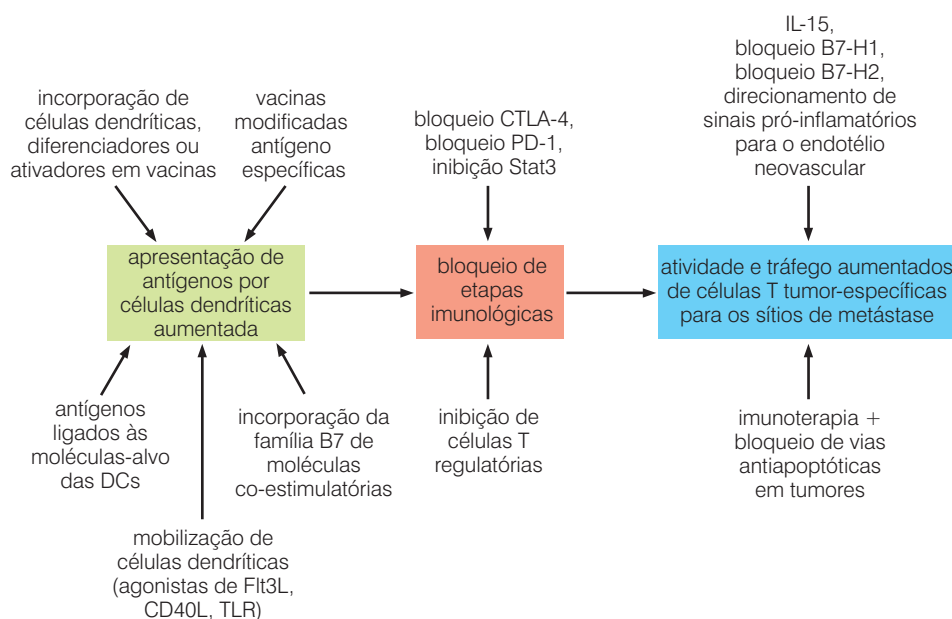 incorporação de
células dendríticas,
diferenciadores ou
ativadores em vacinas
vacinas
modificadas
antígeno
específicas
bloqueio CTLA-4,
bloqueio PD-1,
inibição Stat3
IL-15,
bloqueio B7-H1,
bloqueio B7-H2,
direcionamento de
sinais pró-inflamatórios
para o endotélio
neovascular
apresentação de
antígenos por
células dendríticas
aumentada
bloqueio de
etapas
imunológicas
atividade e tráfego aumentados
de células T tumor-específicas
para os sítios de metástase
antígenos
ligados às
moléculas-alvo
das DCs
mobilização de
células dendríticas
(agonistas de Flt3L,
CD40L, TLR)
incorporação da
família B7 de
moléculas
co-estimulatórias
inibição de
células T
regulatórias
imunoterapia +
bloqueio de vias
antiapoptóticas
em tumores